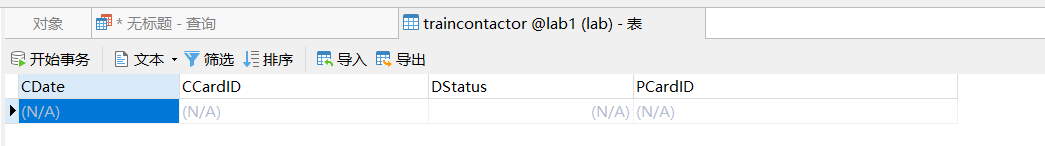 对象 * 无标题 - 查询 traincontactor @lab1 (lab) - 表
开始事务 文本 筛选 排序 导入 导出
CDate CCardID DStatus PCardID
(N/A) (N/A) (N/A) (N/A)